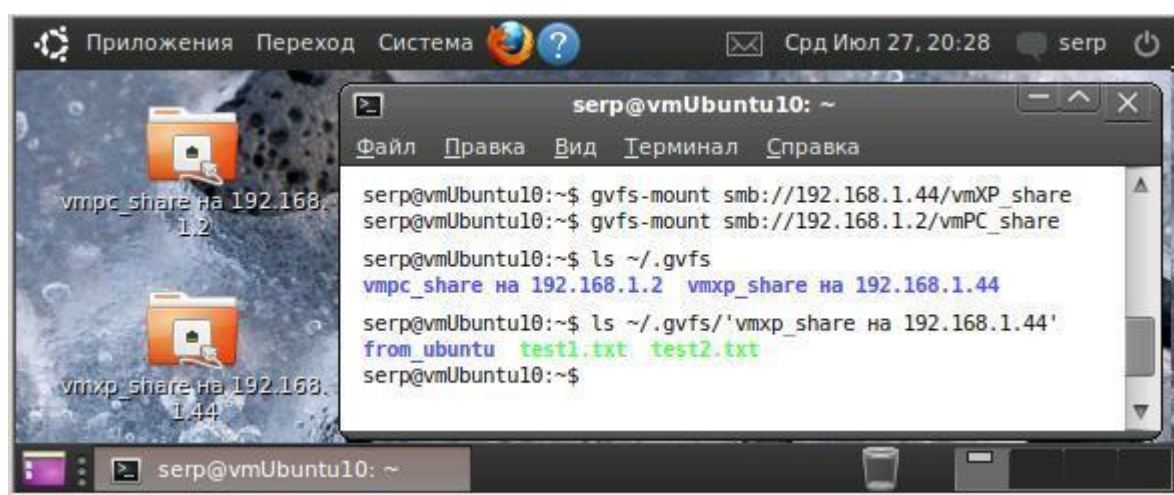 Приложения Переход Система ? Срд Июл 27, 20:28 serp
vmpc_share на 192.168.
1.2
vmxp_share на 192.168.
1.44
serp@vmUbuntu10: ~
Файл Правка Вид Терминал Справка
serp@vmUbuntu10:~$ gvfs-mount smb://192.168.1.44/vmXP_share
serp@vmUbuntu10:~$ gvfs-mount smb://192.168.1.2/vmPC_share
serp@vmUbuntu10:~$ ls ~/.gvfs
vmpc_share на 192.168.1.2 vmxp_share на 192.168.1.44
serp@vmUbuntu10:~$ ls ~/.gvfs/'vmxp_share на 192.168.1.44'
from_ubuntu test1.txt test2.txt
serp@vmUbuntu10:~$
serp@vmUbuntu10: ~